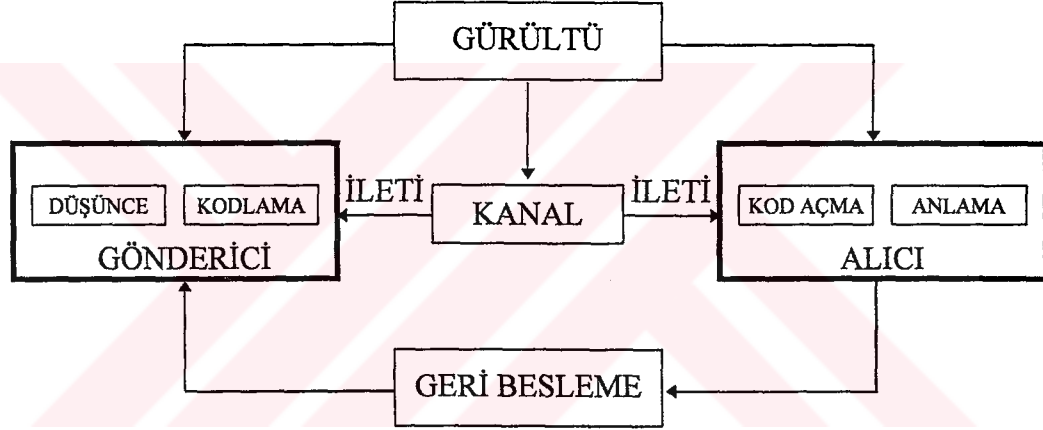 GÜRÜLTÜ
DÜŞÜNCE
KODLAMA
GÖNDERİCİ
İLETİ
KANAL
İLETİ
KOD AÇMA
ANLAMA
ALICI
GERİ BESLEME